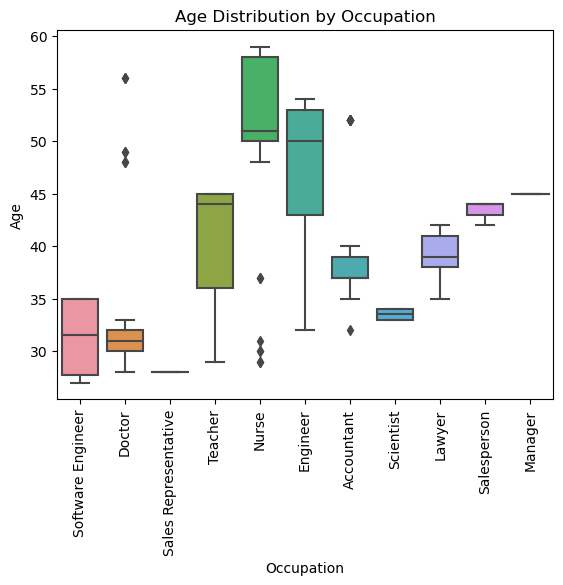 Age Distribution by Occupation
Age
60
55
50
45
40
35
30
Software Engineer
Doctor
Sales Representative
Teacher
Nurse
Engineer
Accountant
Scientist
Lawyer
Salesperson
Manager
Occupation